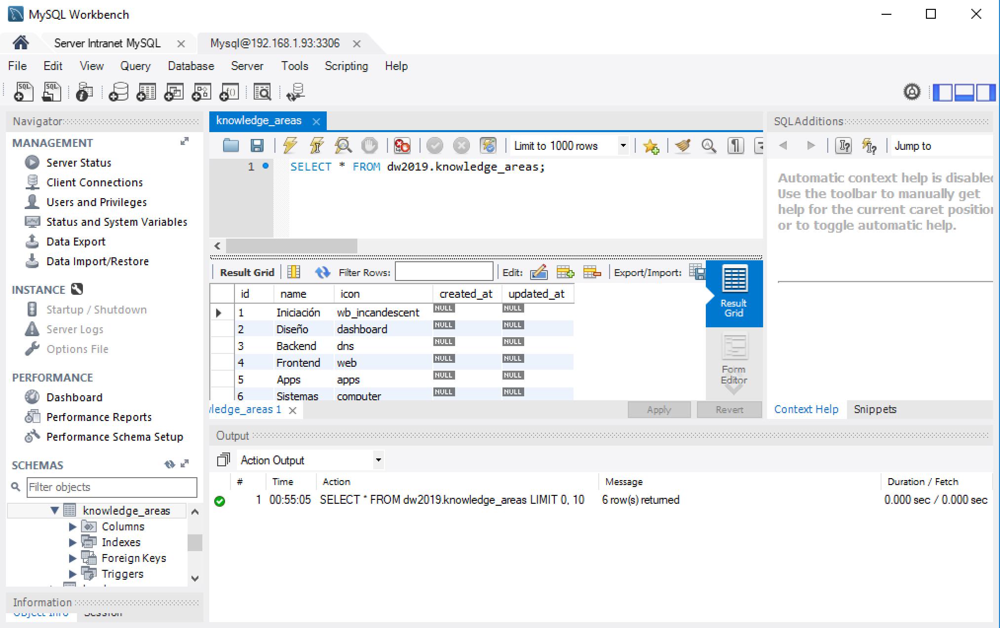 MySQL Workbench
Server Intranet MySQL
Mysql@192.168.1.93:3306
File Edit View Query Database Server Tools Scripting Help
Navigator
MANAGEMENT
Server Status
Client Connections
Users and Privileges
Status and System Variables
Data Export
Data Import/Restore
INSTANCE
Startup / Shutdown
Server Logs
Options File
PERFORMANCE
Dashboard
Performance Reports
Performance Schema Setup
SCHEMAS
Filter objects
knowledge_areas
Columns
Indexes
Foreign Keys
Triggers
Information
Object Info Session
knowledge_areas
Limit to 1000 rows
1 SELECT * FROM dw2019.knowledge_areas;
Result Grid Filter Rows: Edit: Export/Import:
id name icon created_at updated_at
1 Iniciación wb_incandescent NULL NULL
2 Diseño dashboard NULL NULL
3 Backend dns NULL NULL
4 Frontend web NULL NULL
5 Apps apps NULL NULL
6 Sistemas computer NULL NULL
Result
Grid
Form
Editor
ledge_areas 1
Apply Revert
SQLAdditions
Jump to
Automatic context help is disabled
Use the toolbar to manually get
help for the current caret position
or to toggle automatic help.
Context Help Snippets
Output
Action Output
# Time Action Message Duration / Fetch
1 00:55:05 SELECT * FROM dw2019.knowledge_areas LIMIT 0, 10 6 row(s) returned 0.000 sec / 0.000 sec